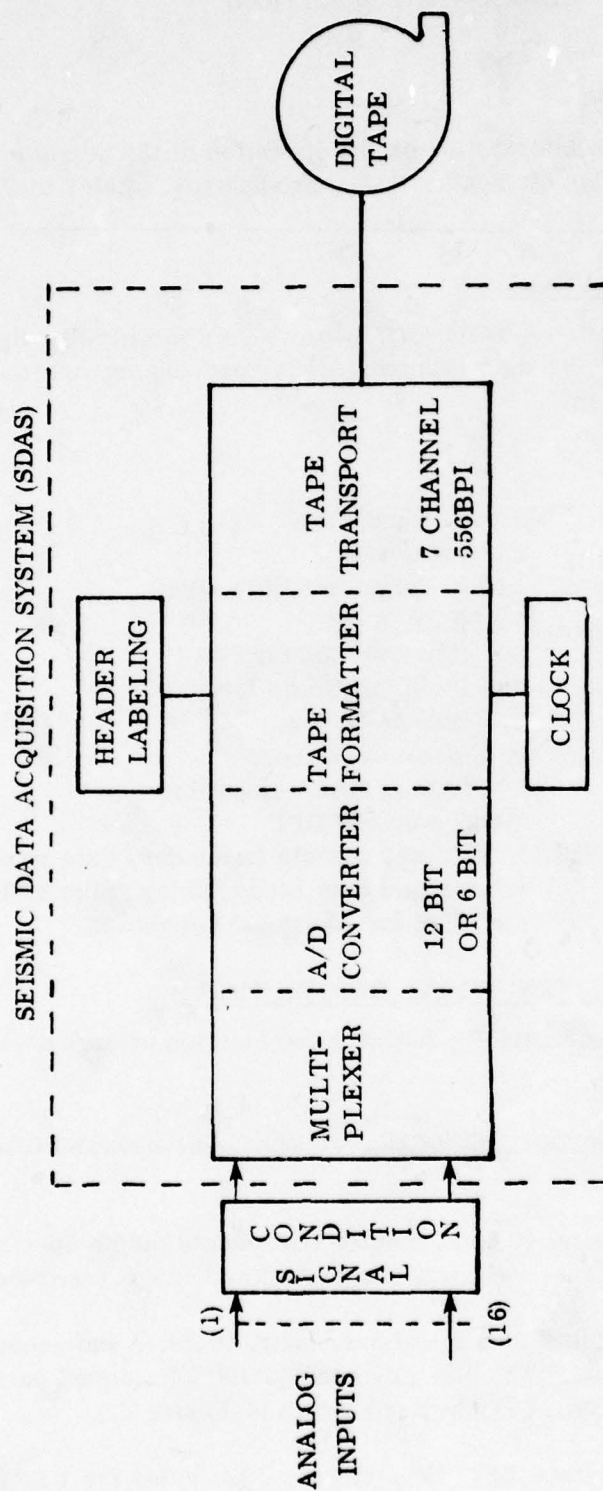 SEISMIC DATA ACQUISITION SYSTEM (SDAS)
HEADER
LABELING
ANALOG
INPUTS
(1)
(16)
SIGNAL
CONDITION
MULTI-
PLEXER
A/D
CONVERTER
12 BIT
OR 6 BIT
TAPE
FORMATTER
TAPE
TRANSPORT
7 CHANNEL
556BPI
DIGITAL
TAPE
CLOCK